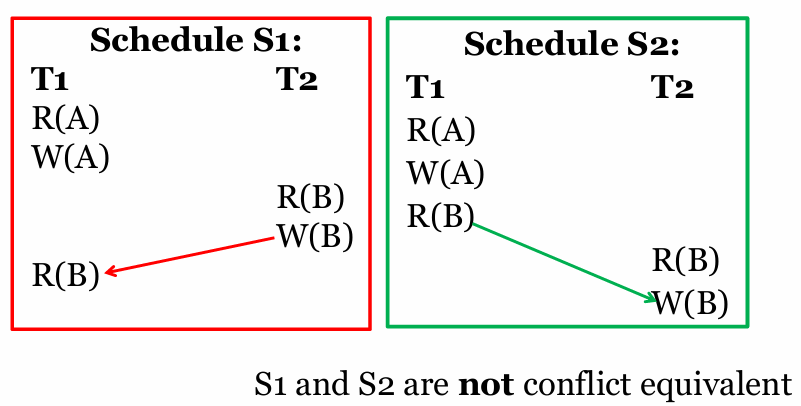 Schedule S1:
T1 T2
R(A)
W(A)
R(B)
W(B)
R(B)
Schedule S2:
T1 T2
R(A)
W(A)
R(B)
R(B)
W(B)
S1 and S2 are not conflict equivalent